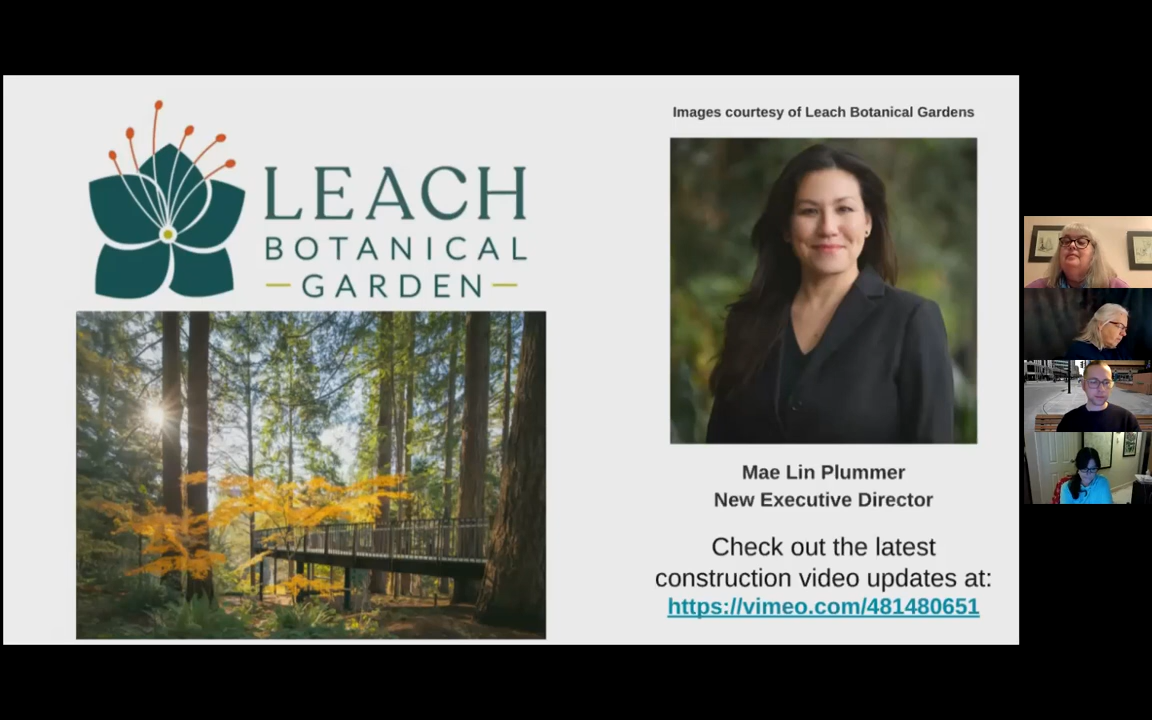 LEACH
BOTANICAL
GARDEN
Images courtesy of Leach Botanical Gardens
Mae Lin Plummer
New Executive Director
Check out the latest
construction video updates at:
https://vimeo.com/481480651